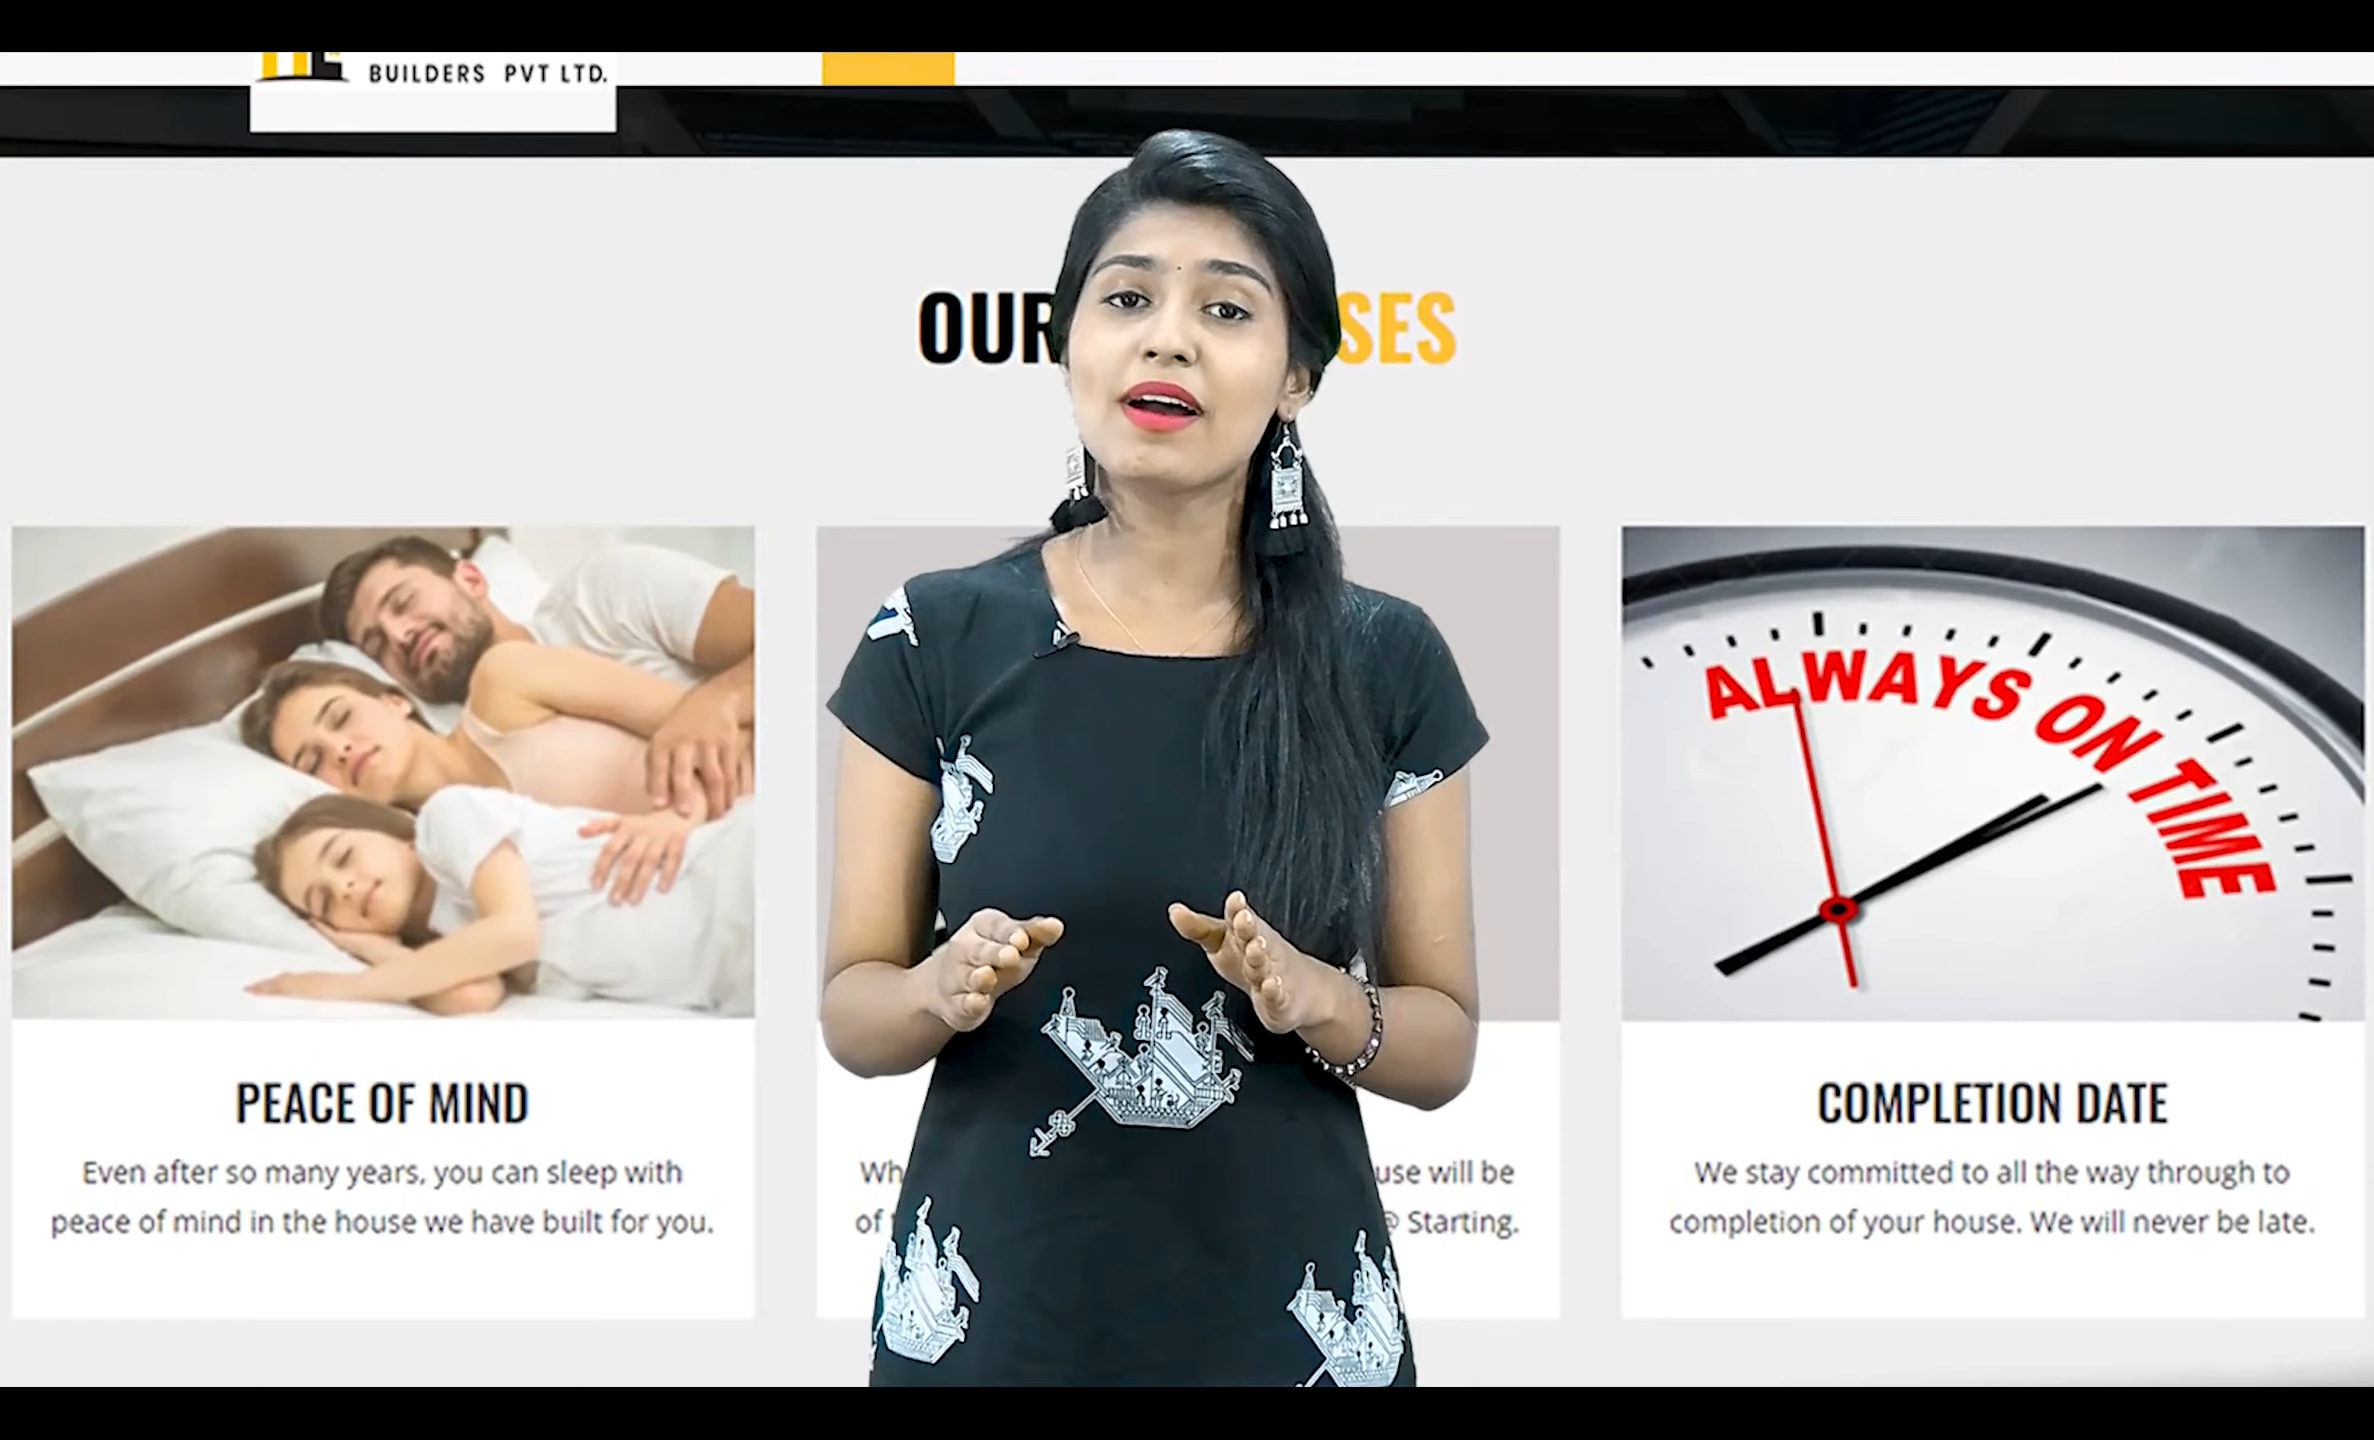 BUILDERS PVT LTD.
OUR SES
ALWAYS ON TIME
PEACE OF MIND
Even after so many years, you can sleep with
peace of mind in the house we have built for you.
Wh use will be
of Starting.
COMPLETION DATE
We stay committed to all the way through to
completion of your house. We will never be late.